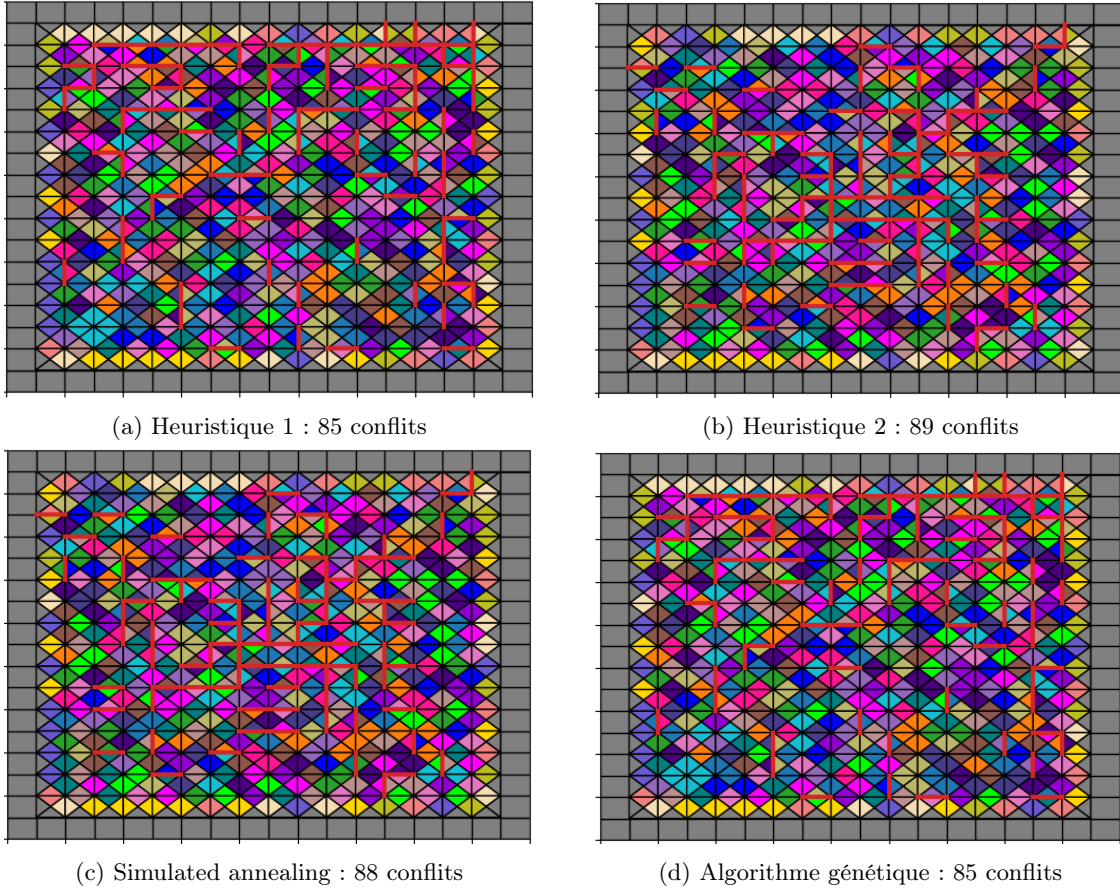 (a) Heuristique 1 : 85 conflits
(b) Heuristique 2 : 89 conflits
(c) Simulated annealing : 88 conflits
(d) Algorithme génétique : 85 conflits